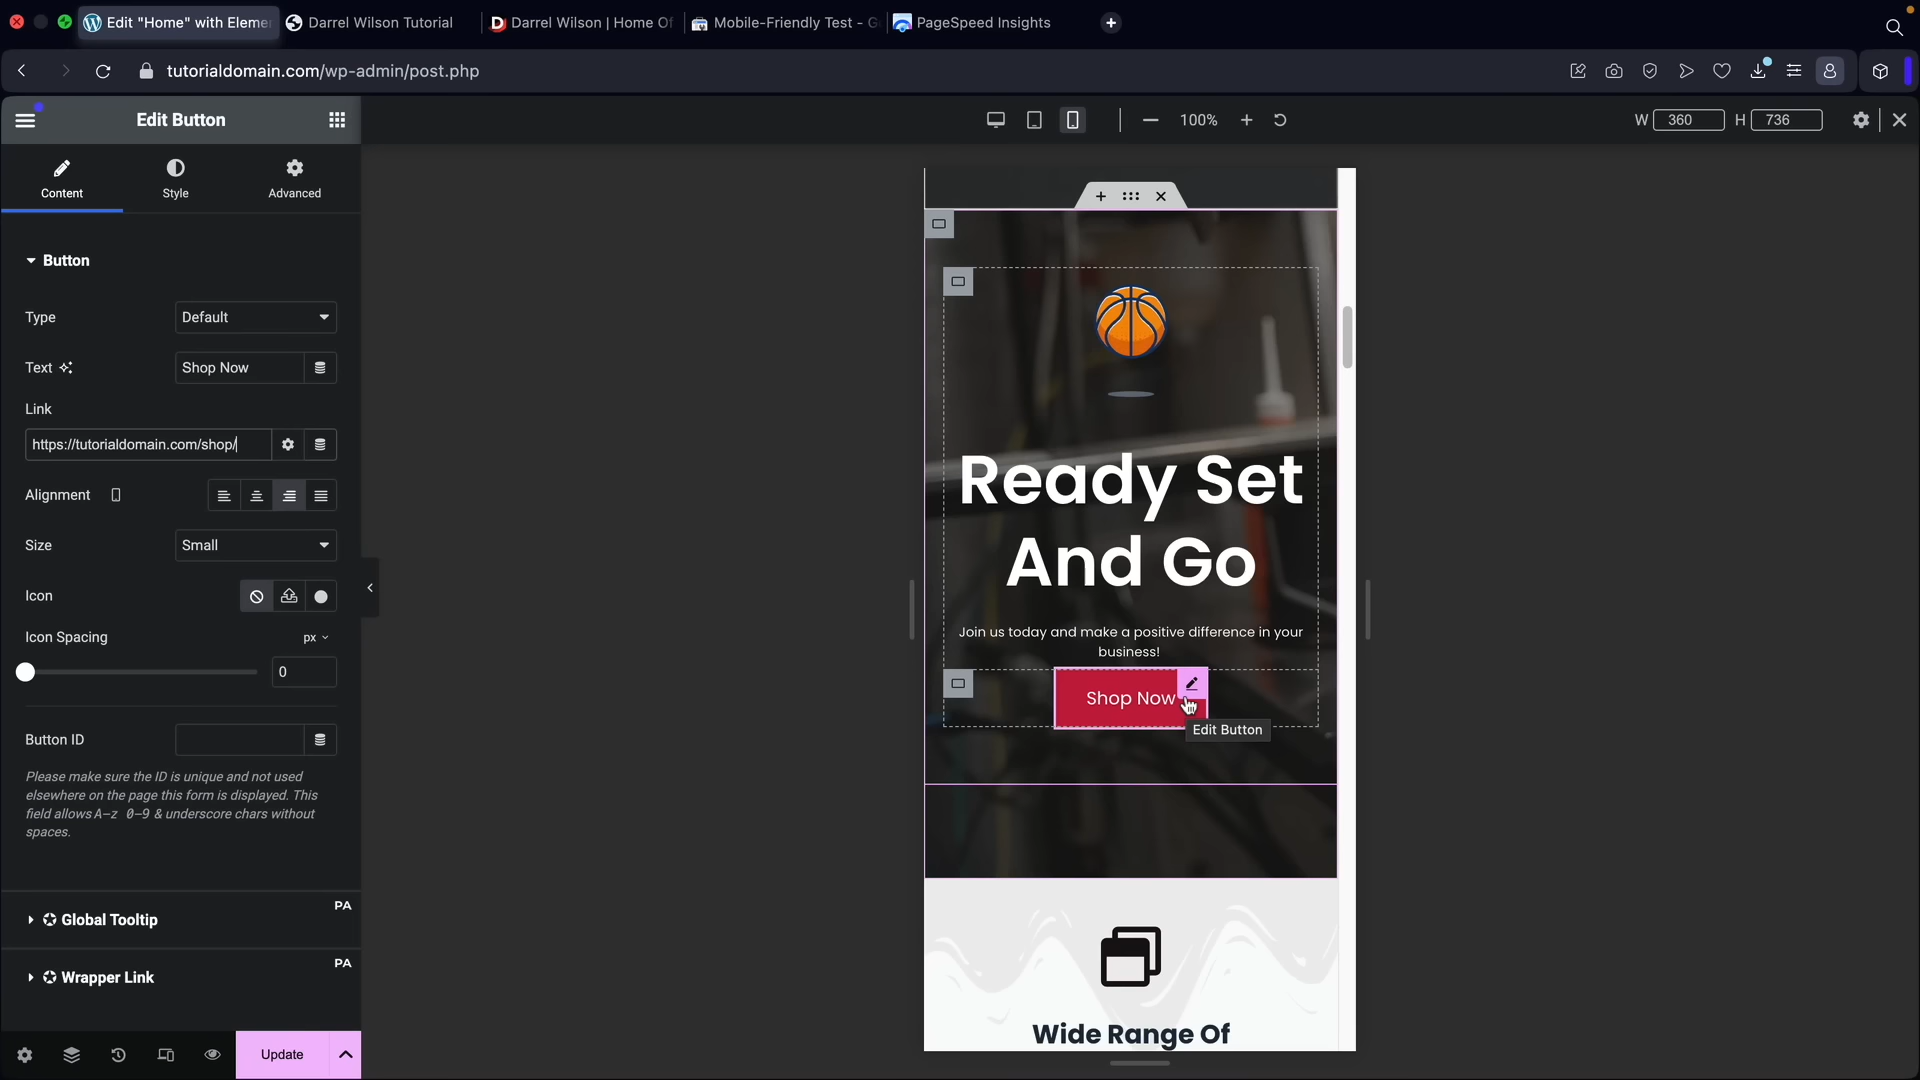 Edit "Home" with Eleme
Darrel Wilson Tutorial
Darrel Wilson | Home Of
Mobile-Friendly Test - G
PageSpeed Insights
tutorialdomain.com/wp-admin/post.php
Edit Button
100%
W 360 H 736
Content
Style
Advanced
Button
Type
Default
Text
Shop Now
Link
https://tutorialdomain.com/shop/
Alignment
Size
Small
Icon
Icon Spacing
px
0
Button ID
Please make sure the ID is unique and not used
elsewhere on the page this form is displayed. This
field allows A-z 0-9 & underscore chars without
spaces.
PA
Global Tooltip
PA
Wrapper Link
Update
Ready Set
And Go
Join us today and make a positive difference in your
business!
Shop Now
Edit Button
Wide Range Of